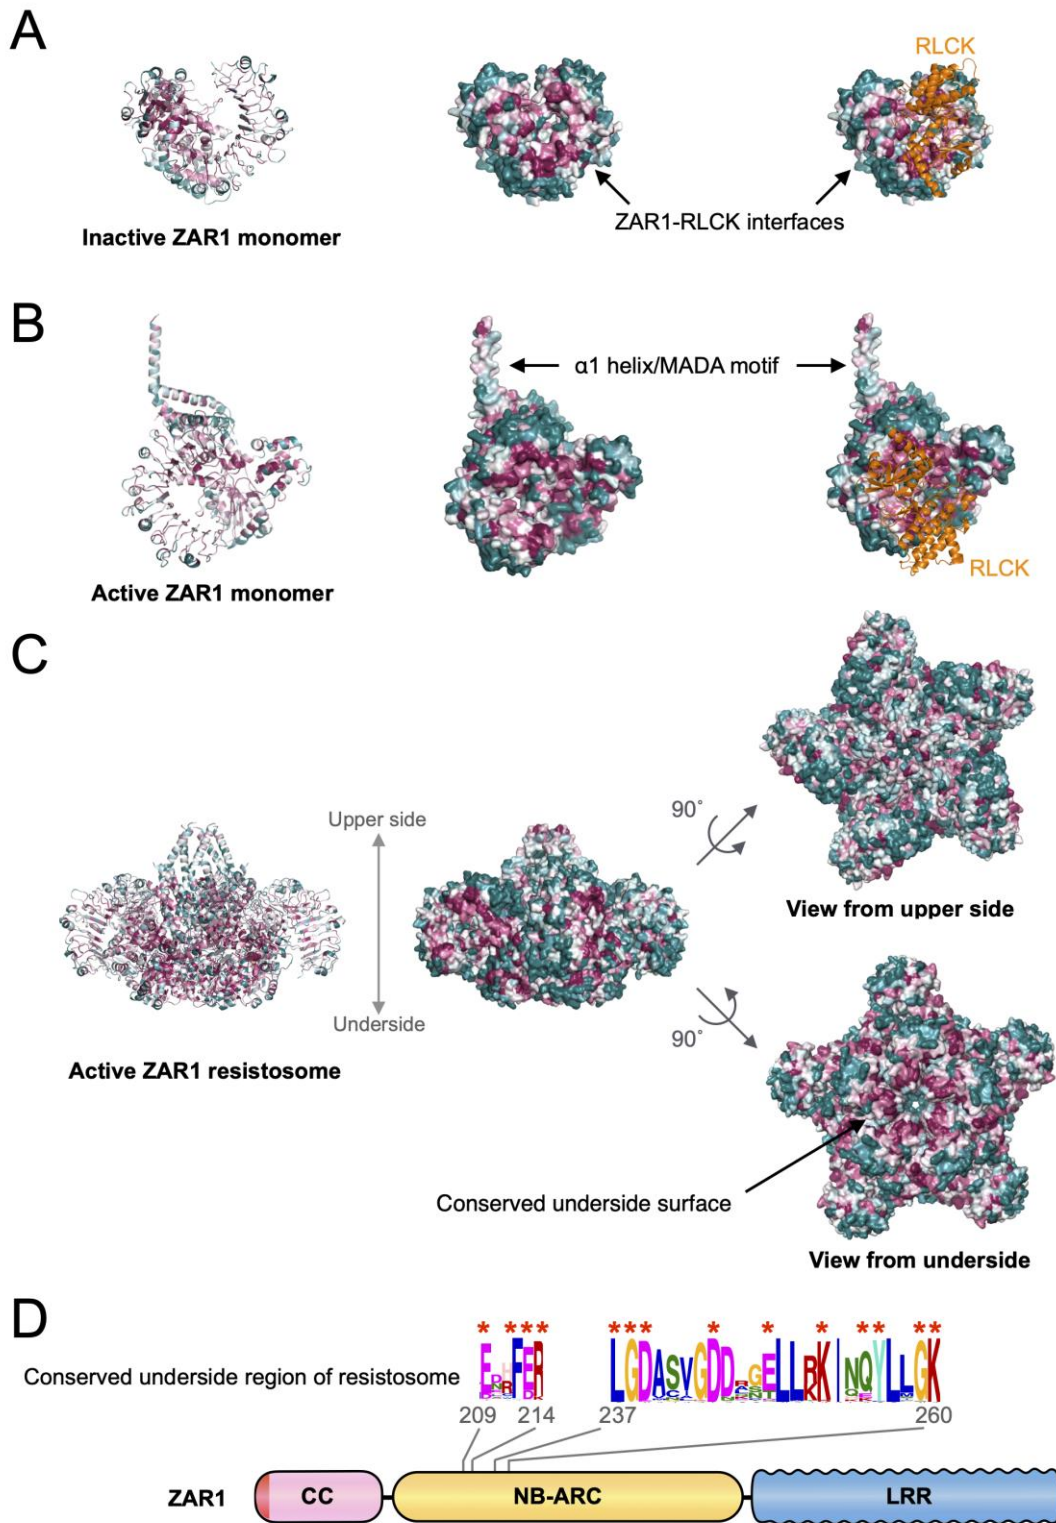 A
RLCK
ZAR1-RLCK interfaces
Inactive ZAR1 monomer
B
α1 helix/MADA motif
RLCK
Active ZAR1 monomer
C
Upper side
90˚
View from upper side
Underside
90˚
Active ZAR1 resistosome
Conserved underside surface
View from underside
D
* *** *** * * * ** **
Conserved underside region of resistosome
209 214 237 260
ZAR1 CC NB-ARC LRR